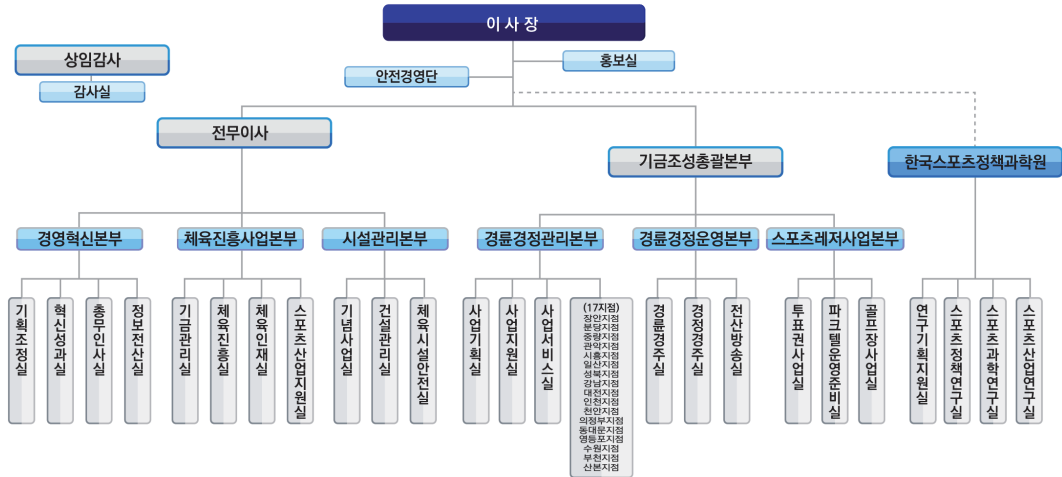 이 사 장
상임감사
홍보실
안전경영단
감사실
전무이사
기금조성총괄본부
한국스포츠정책과학원
경영혁신본부
체육진흥사업본부
시설관리본부
경륜경정관리본부
경륜경정운영본부
스포츠레저사업본부
기획조정실
혁신성과실
총무인사실
정보전산실
기금관리실
체육진흥실
체육인재실
스포츠산업지원실
기념사업실
건설관리실
체육시설안전실
사업기획실
사업지원실
사업서비스실
(17지점)
장안지점
분당지점
중랑지점
관악지점
시흥지점
일산지점
성북지점
강남지점
대전지점
인천지점
천안지점
의정부지점
동대문지점
영등포지점
수원지점
부천지점
산본지점
경륜경주실
경정경주실
전산방송실
투표권사업실
파크텔운영준비실
골프장사업실
연구기획지원실
스포츠정책연구실
스포츠과학연구실
스포츠산업연구실